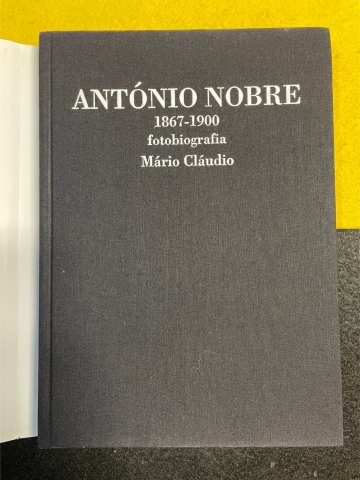 ANTÓNIO NOBRE
1867-1900
fotobiografia
Mário Cláudio